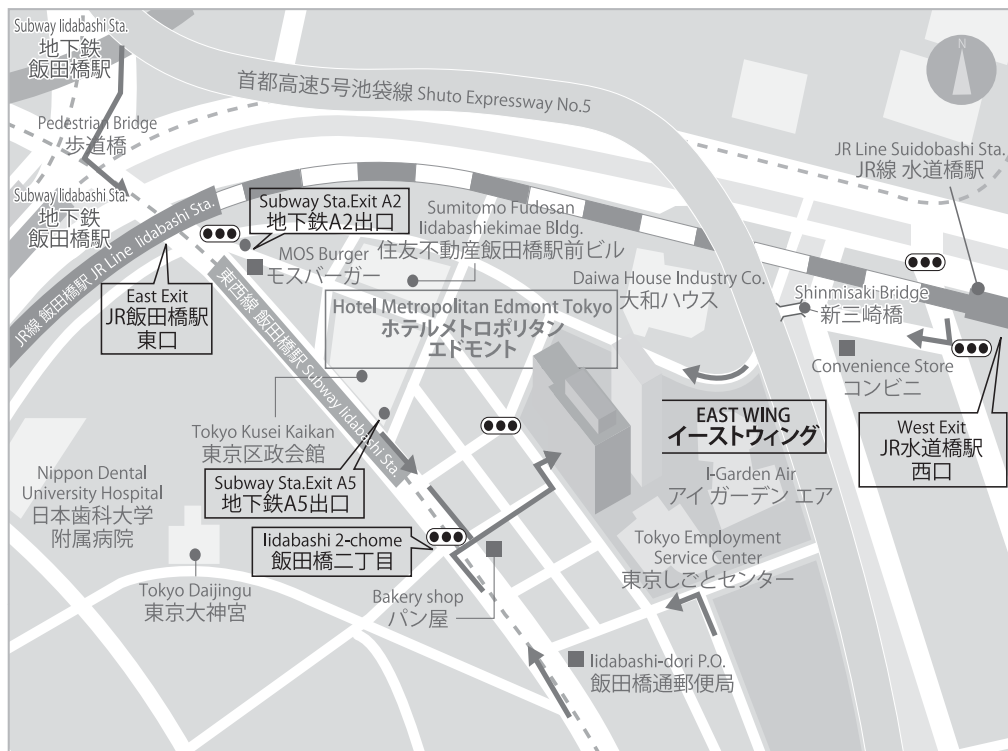 Subway Iidabashi Sta.
地下鉄
飯田橋駅
首都高速5号池袋線 Shuto Expressway No.5
N
Pedestrian Bridge
歩道橋
JR Line Suidobashi Sta.
JR線 水道橋駅
Subway Iidabashi Sta.
地下鉄
飯田橋駅
Subway Sta.Exit A2
地下鉄A2出口
Sumitomo Fudosan
Iidabashiekimae Bldg.
住友不動産飯田橋駅前ビル
MOS Burger
モスバーガー
JR線 飯田橋駅 JR Line Iidabashi Sta.
East Exit
JR飯田橋駅
東口
東西線 飯田橋駅 Subway Iidabashi Sta.
Daiwa House Industry Co.
大和ハウス
Shinmisaki Bridge
新三崎橋
Hotel Metropolitan Edmont Tokyo
ホテルメトロポリタン
エドモント
Convenience Store
コンビニ
EAST WING
イーストウィング
West Exit
JR水道橋駅
西口
Tokyo Kusei Kaikan
東京区政会館
Subway Sta.Exit A5
地下鉄A5出口
Nippon Dental
University Hospital
日本歯科大学
附属病院
I-Garden Air
アイ ガーデン エア
Iidabashi 2-chome
飯田橋二丁目
Tokyo Employment
Service Center
東京しごとセンター
Tokyo Daijingu
東京大神宮
Bakery shop
パン屋
Iidabashi-dori P.O.
飯田橋通郵便局